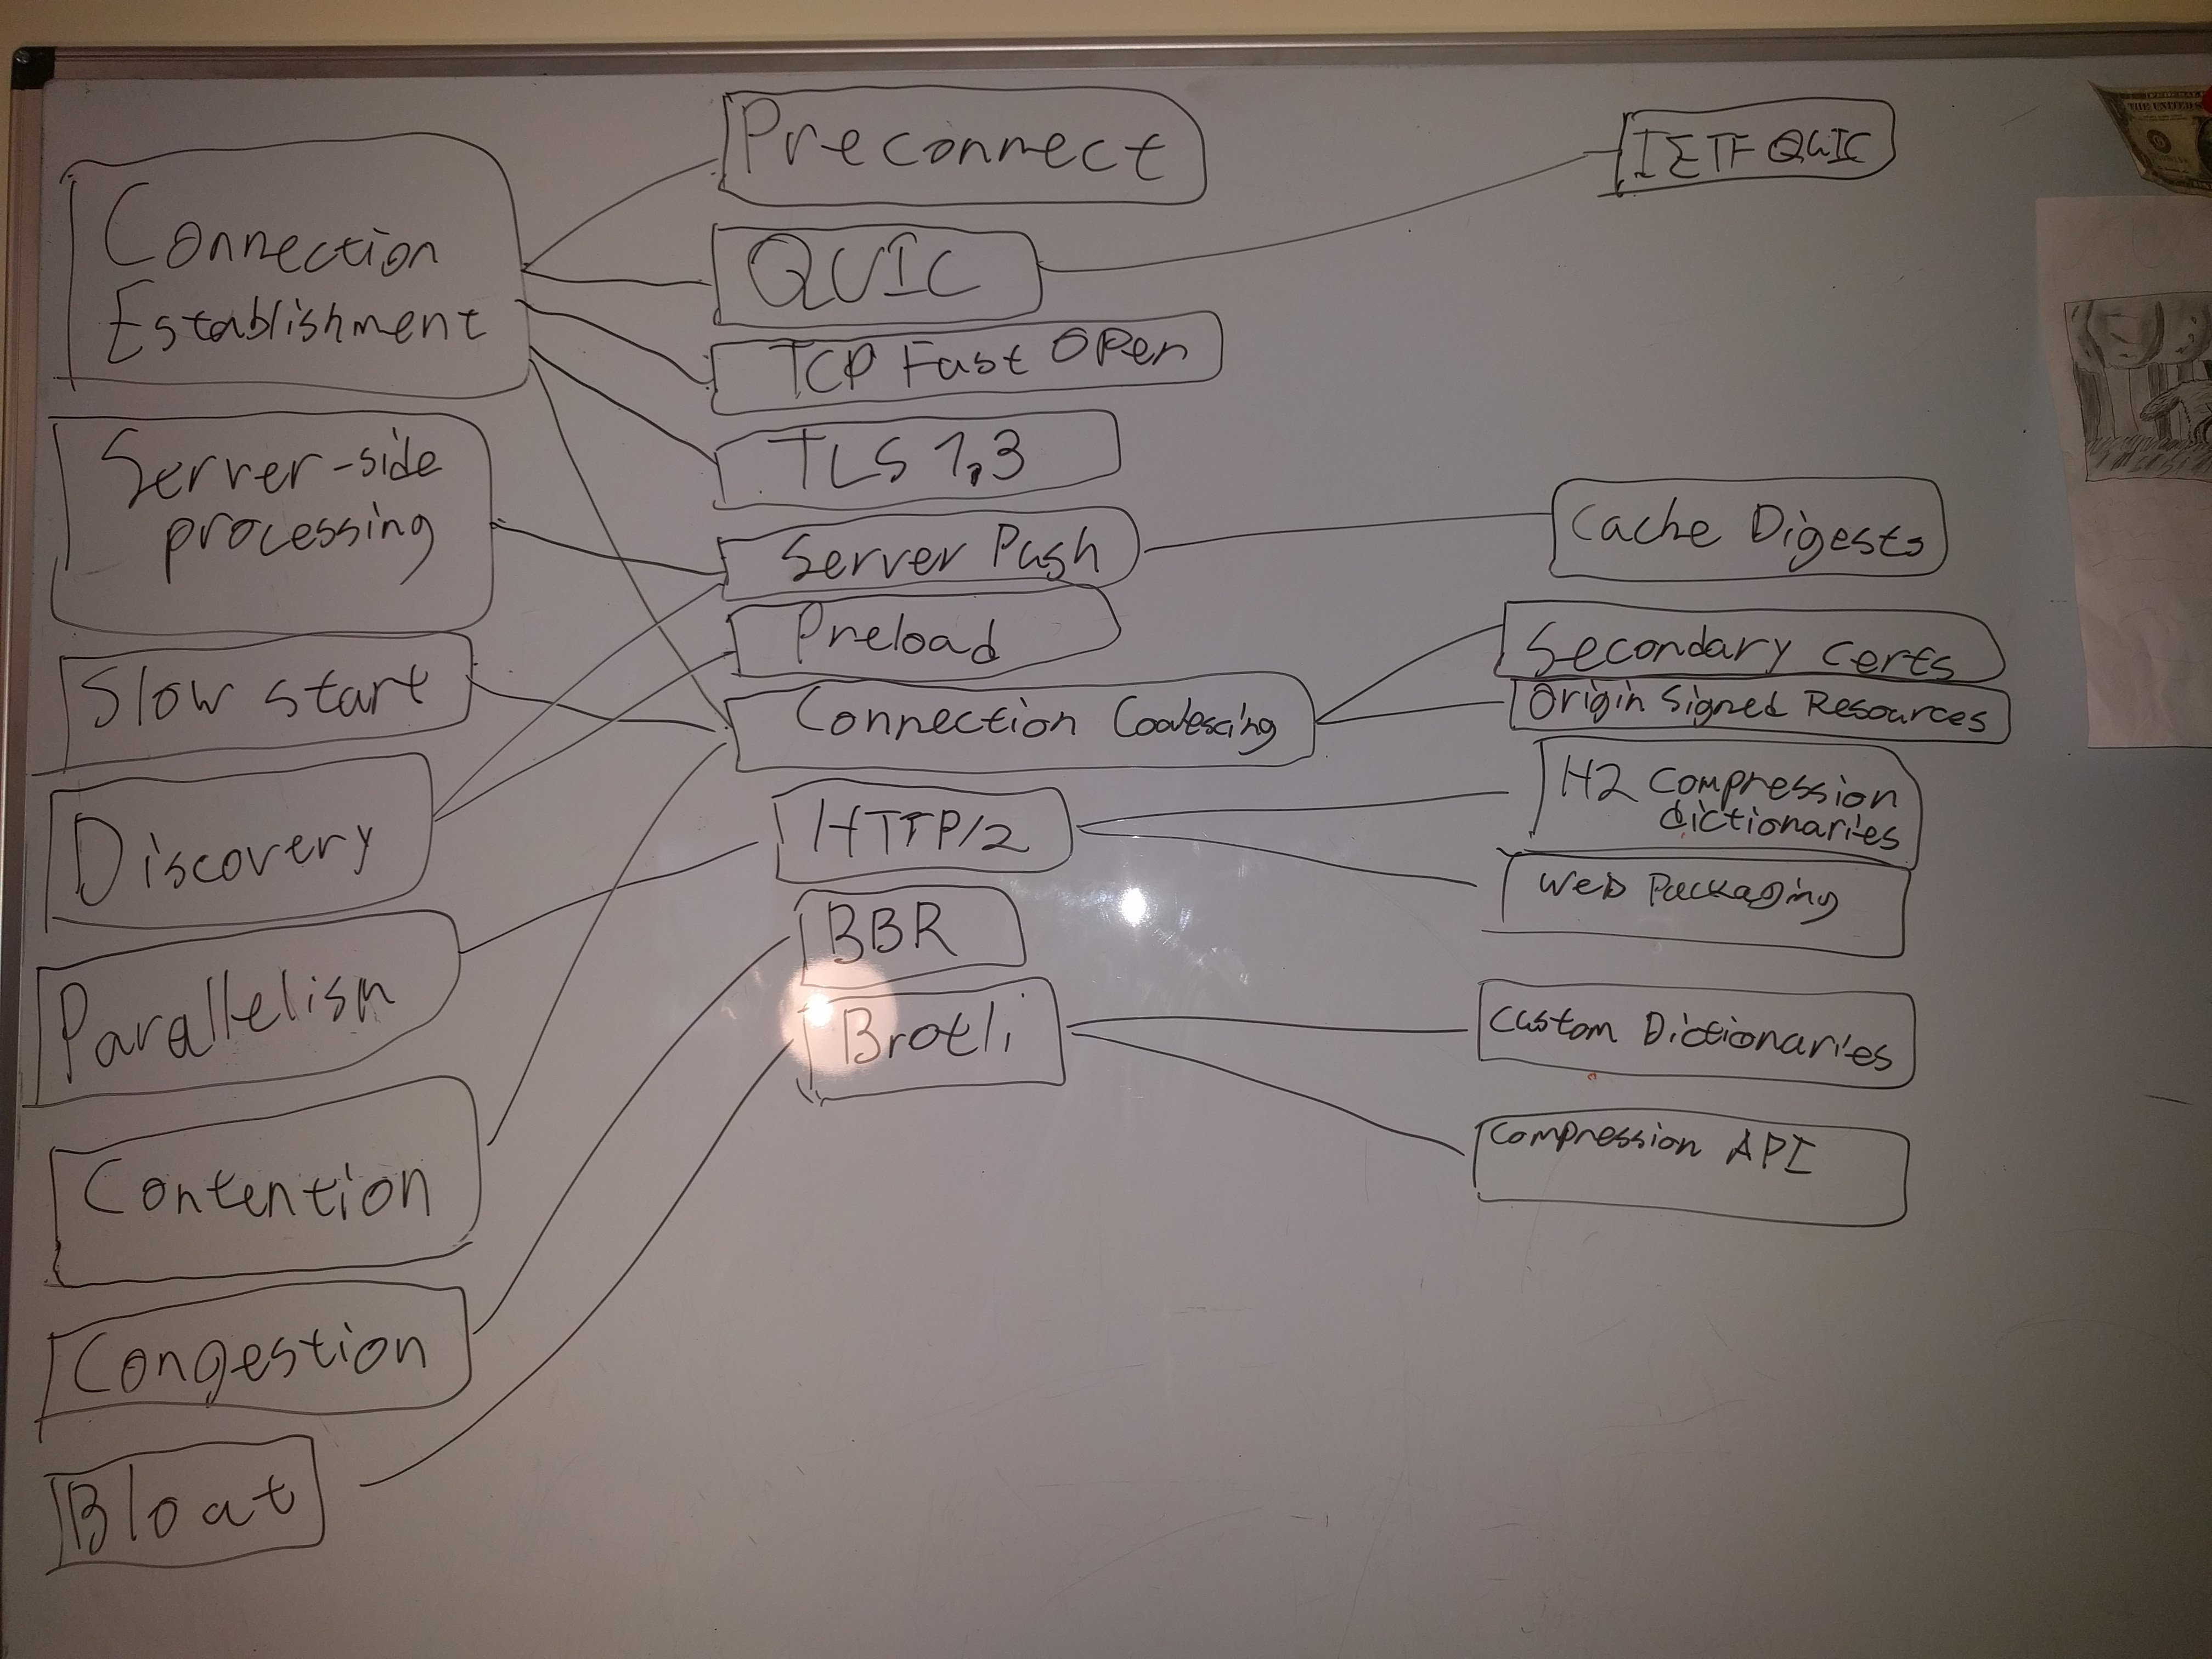 Connection
Establishment
Server-side
processing
Slow start
Discovery
Parallelism
Contention
Congestion
Bloat
Preconnect
QUIC
TCP Fast Open
TLS 1,3
Server Push
Preload
Connection Coalescing
HTTP/2
BBR
Brotli
IETF QUIC
Cache Digests
Secondary Certs
Origin Signed Resources
H2 Compression
dictionaries
Web Packaging
Custom Dictionaries
Compression API
THE UNITED S